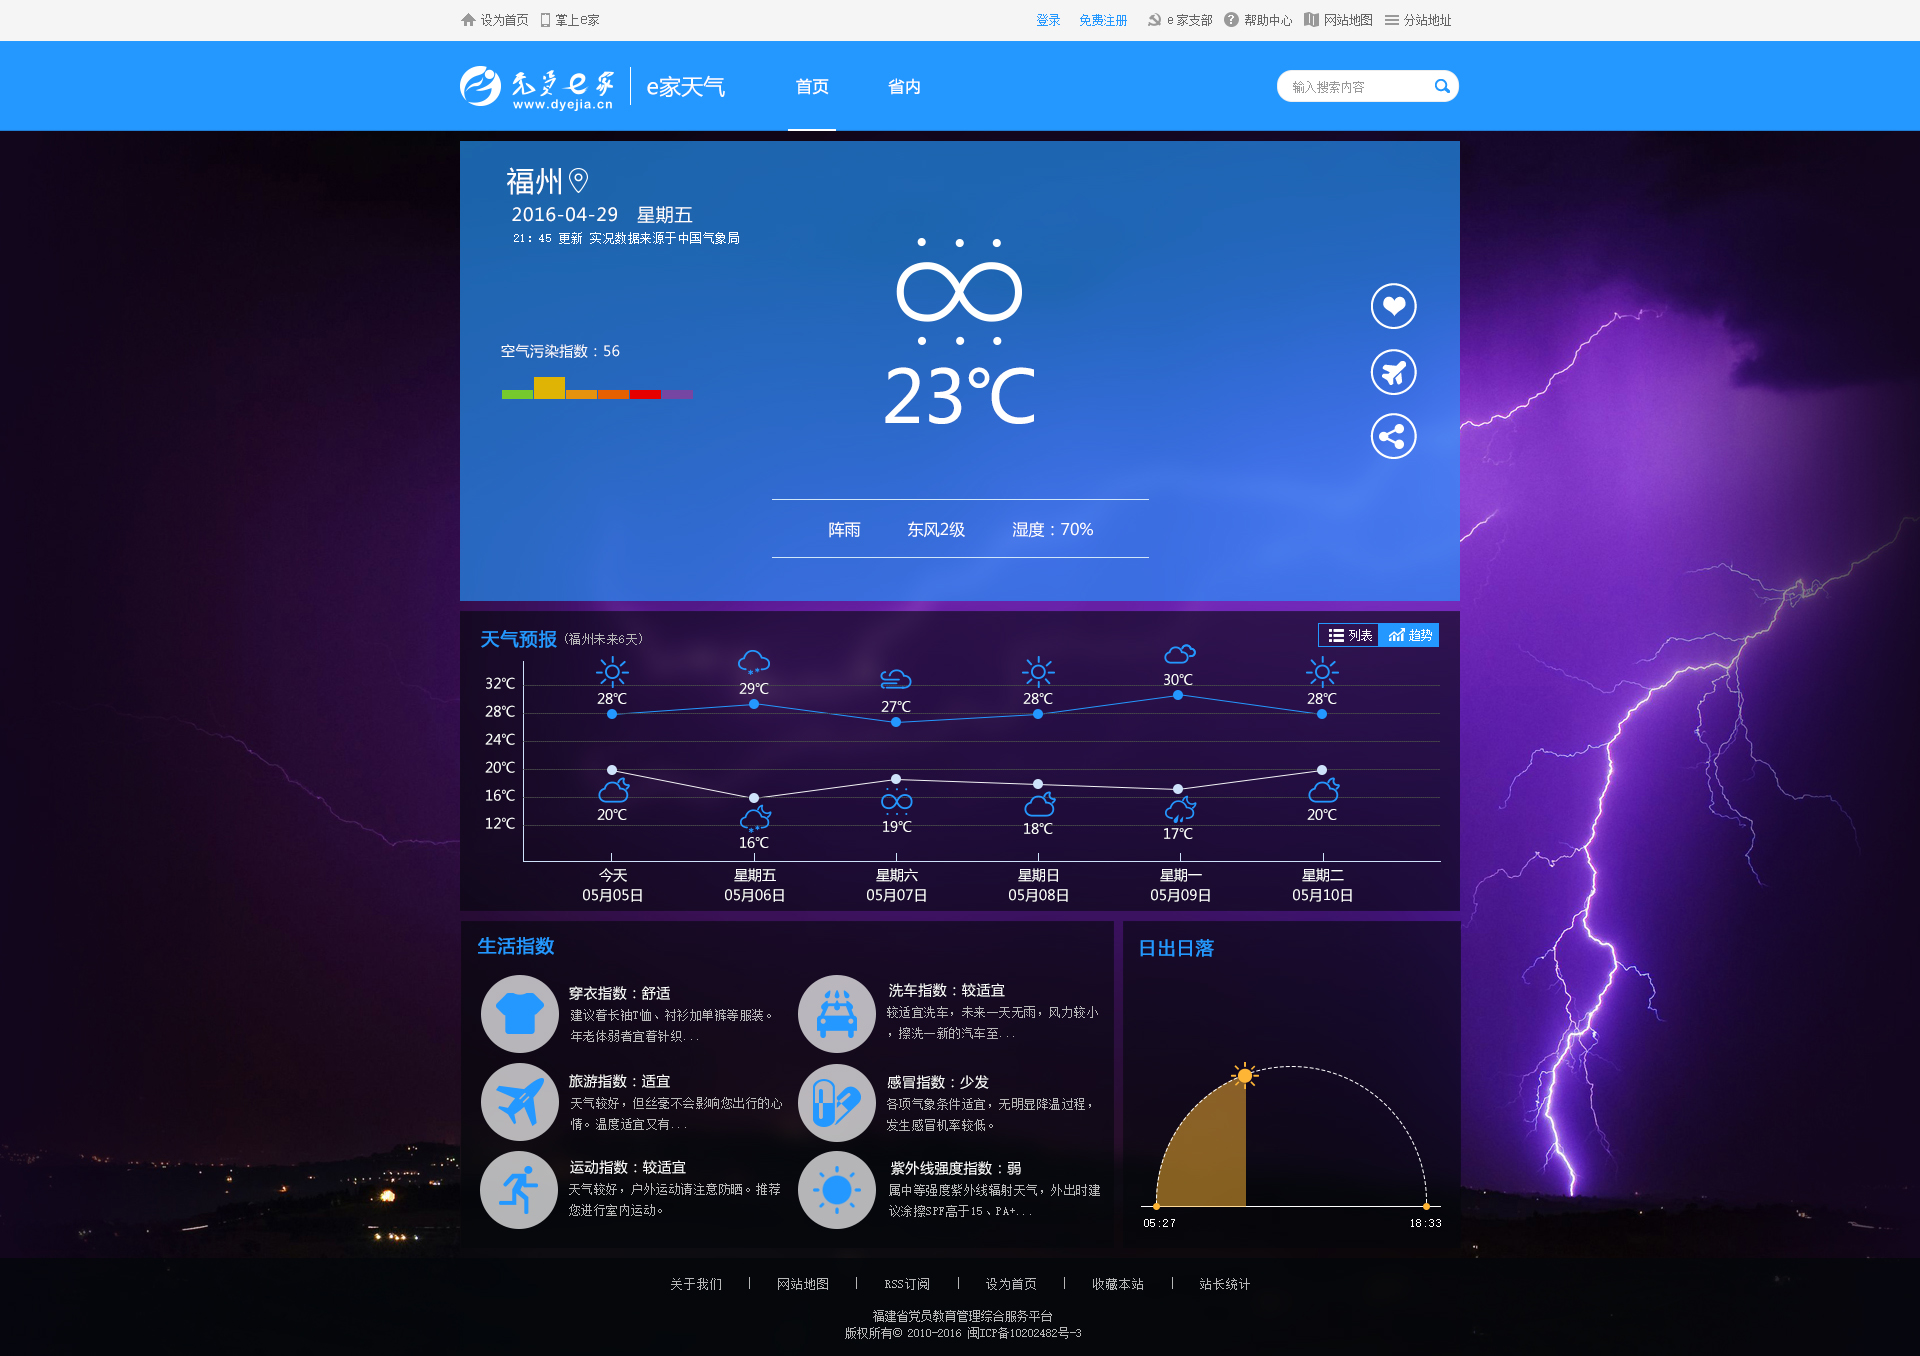 设为首页 掌上e家 登录 免费注册 e家支部 帮助中心 网站地图 分站地址
党员e家 e家天气 首页 省内 输入搜索内容
www.dyejia.cn
福州
2016-04-29 星期五
21: 45 更新 实况数据来源于中国气象局
空气污染指数：56
23℃
阵雨 东风2级 湿度：70%
天气预报 (福州未来6天) 列表 趋势
32℃
28℃
24℃
20℃
16℃
12℃
28℃ 29℃ 27℃ 28℃ 30℃ 28℃
20℃ 16℃ 19℃ 18℃ 17℃ 20℃
今天 星期五 星期六 星期日 星期一 星期二
05月05日 05月06日 05月07日 05月08日 05月09日 05月10日
生活指数
穿衣指数：舒适
建议着长袖T恤、衬衫加单裤等服装。
年老体弱者宜着针织...
洗车指数：较适宜
较适宜洗车，未来一天无雨，风力较小
，擦洗一新的汽车至...
旅游指数：适宜
天气较好，但丝毫不会影响您出行的心
情。温度适宜又有...
感冒指数：少发
各项气象条件适宜，无明显降温过程，
发生感冒机率较低。
运动指数：较适宜
天气较好，户外运动请注意防晒。推荐
您进行室内运动。
紫外线强度指数：弱
属中等强度紫外线辐射天气，外出时建
议涂擦SPF高于15、PA+...
日出日落
05:27 18:33
关于我们 | 网站地图 | RSS订阅 | 设为首页 | 收藏本站 | 站长统计
福建省党员教育管理综合服务平台
版权所有© 2010-2016 闽ICP备10202482号-3